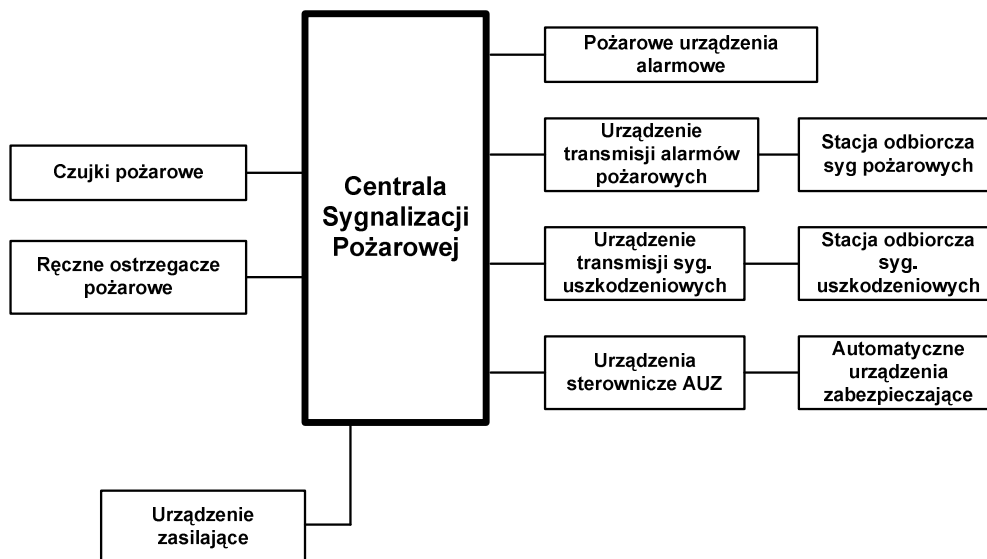 Pożarowe urządzenia
alarmowe
Urządzenie
transmisji alarmów
pożarowych
Stacja odbiorcza
syg pożarowych
Czujki pożarowe
Centrala
Sygnalizacji
Pożarowej
Ręczne ostrzegacze
pożarowe
Urządzenie
transmisji syg.
uszkodzeniowych
Stacja odbiorcza
syg.
uszkodzeniowych
Urządzenia
sterownicze AUZ
Automatyczne
urządzenia
zabezpieczające
Urządzenie
zasilające